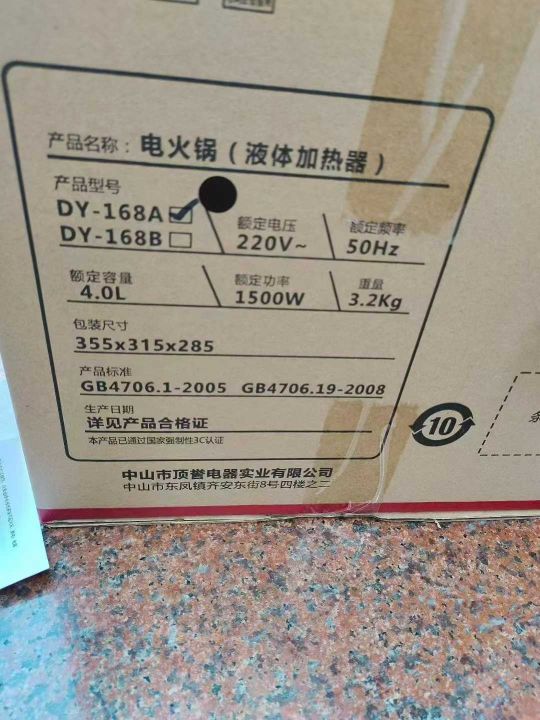 产品名称：电火锅（液体加热器）
产品型号
DY-168A
DY-168B
额定电压
220V~
额定频率
50Hz
额定容量
4.0L
额定功率
1500W
重量
3.2Kg
包装尺寸
355x315x285
产品标准
GB4706.1-2005 GB4706.19-2008
生产日期
详见产品合格证
本产品已通过国家强制性3C认证
10
中山市顶誉电器实业有限公司
中山市东凤镇齐安东街8号四楼之二